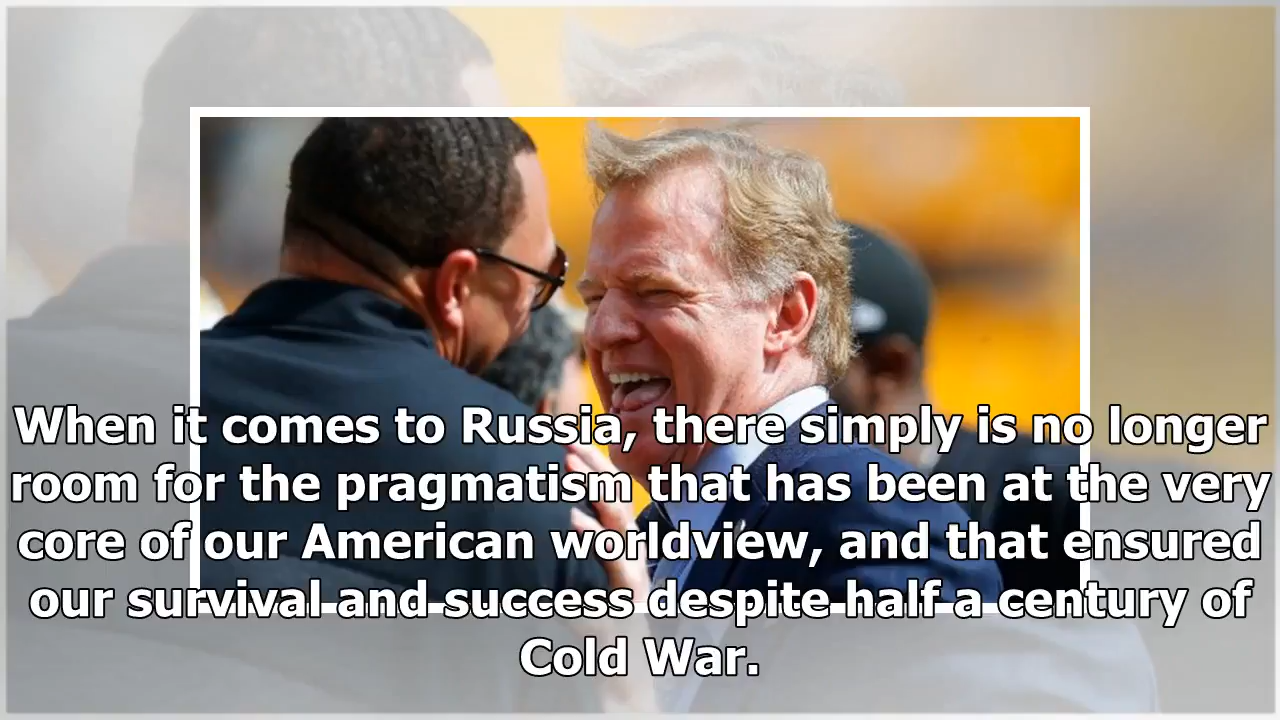 When it comes to Russia, there simply is no longer
room for the pragmatism that has been at the very
core of our American worldview, and that ensured
our survival and success despite half a century of
Cold War.